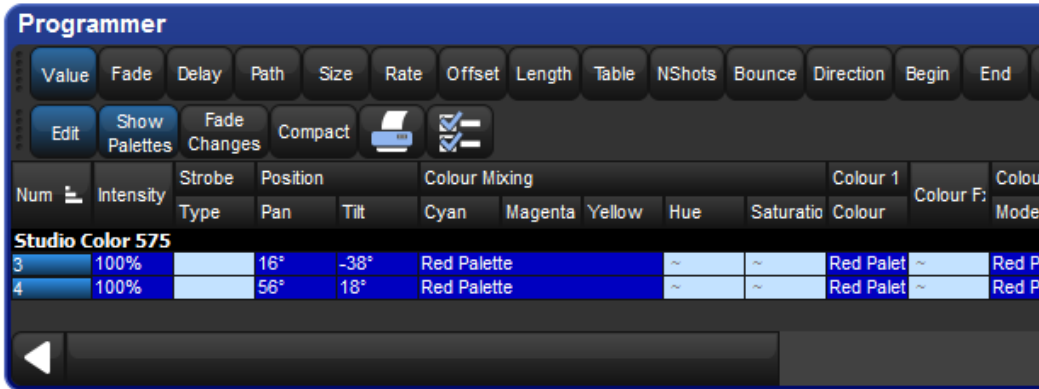 Programmer
Value Fade Delay Path Size Rate Offset Length Table NShots Bounce Direction Begin End
Edit Show Palettes Fade Changes Compact
Num Intensity Strobe Position Colour Mixing Colour 1 Colour F Colou
Type Pan Tilt Cyan Magenta Yellow Hue Saturatio Colour Mode
Studio Color 575
3 100% 16° -38° Red Palette ~ ~ Red Palet ~ Red P
4 100% 56° 18° Red Palette ~ ~ Red Palet ~ Red P